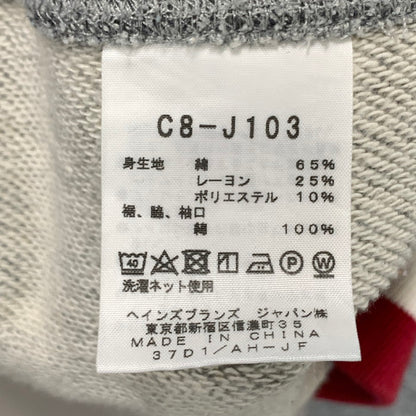 C8-J103
身生地 綿 65%
レーヨン 25%
ポリエステル 10%
裾、脇、袖口
綿 100%
40 P W
洗濯ネット使用
ヘインズブランズ ジャパン㈱
東京都新宿区信濃町35
MADE IN CHINA
37D1/AH-JF